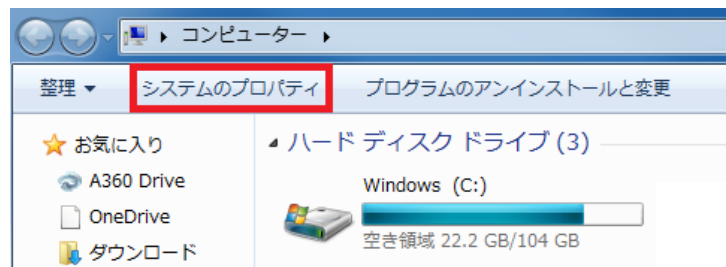 コンピューター
整理 システムのプロパティ プログラムのアンインストールと変更
お気に入り
A360 Drive
OneDrive
ダウンロード
ハード ディスク ドライブ (3)
Windows (C:)
空き領域 22.2 GB/104 GB